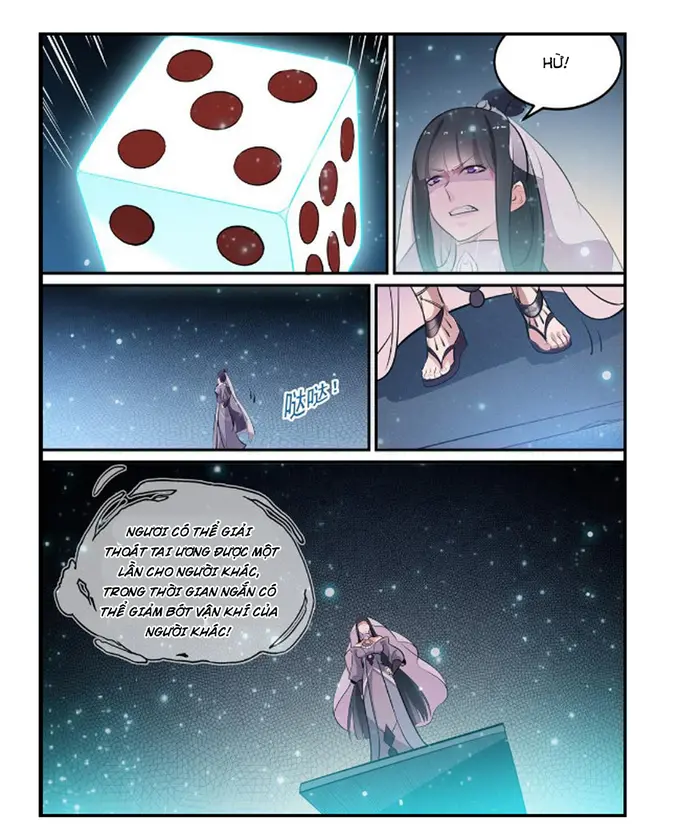 HỪ!
哒哒!
NGƯƠI CÓ THỂ GIẢI
THOÁT TAI ƯƠNG ĐƯỢC MỘT
LẦN CHO NGƯỜI KHÁC,
TRONG THỜI GIAN NGẮN CÓ
THỂ GIẢM BỚT VẬN KHÍ CỦA
NGƯỜI KHÁC!